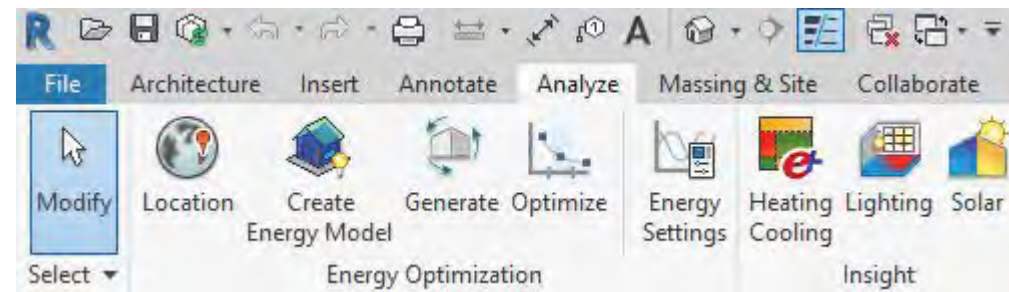 R A
File Architecture Insert Annotate Analyze Massing & Site Collaborate
Modify Location Create Generate Optimize Energy Heating Lighting Solar
Energy Model Settings Cooling
Select Energy Optimization Insight